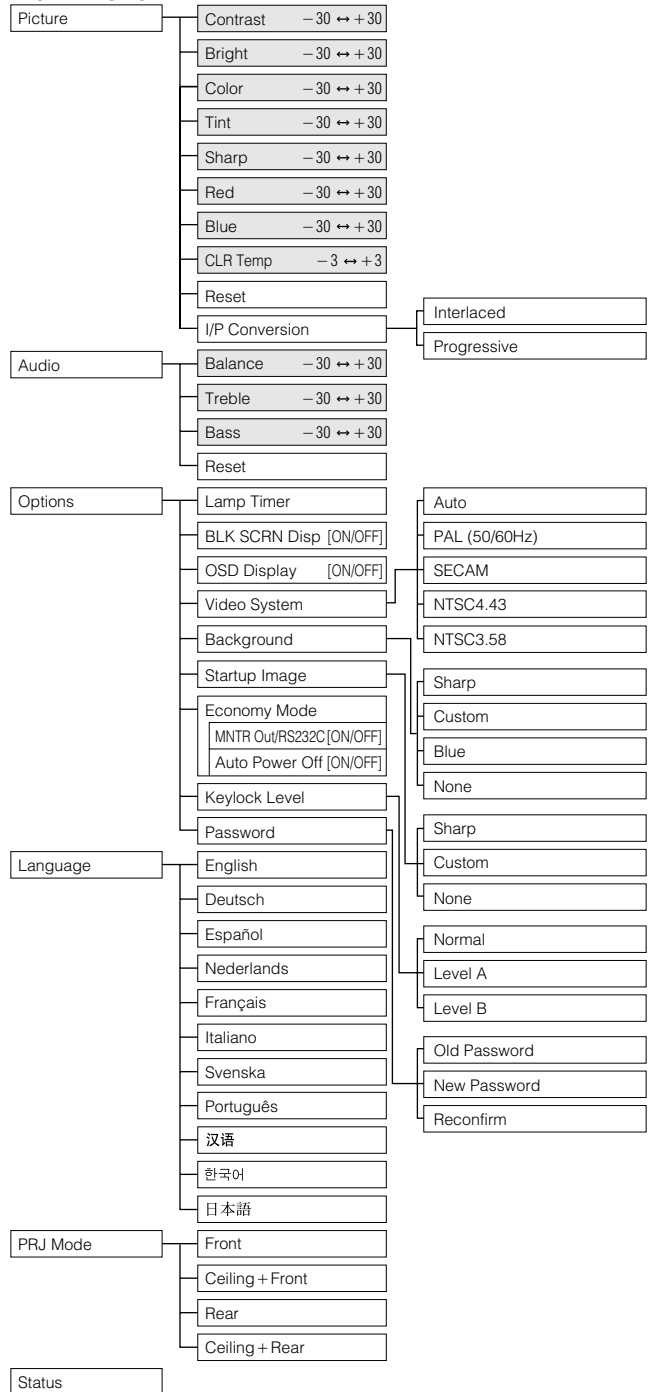 Picture
Contrast −30 ↔ +30
Bright −30 ↔ +30
Color −30 ↔ +30
Tint −30 ↔ +30
Sharp −30 ↔ +30
Red −30 ↔ +30
Blue −30 ↔ +30
CLR Temp −3 ↔ +3
Reset
I/P Conversion
Interlaced
Progressive
Audio
Balance −30 ↔ +30
Treble −30 ↔ +30
Bass −30 ↔ +30
Reset
Options
Lamp Timer
BLK SCRN Disp [ON/OFF]
OSD Display [ON/OFF]
Video System
Background
Startup Image
Economy Mode
MNTR Out/RS232C [ON/OFF]
Auto Power Off [ON/OFF]
Keylock Level
Password
Auto
PAL (50/60Hz)
SECAM
NTSC4.43
NTSC3.58
Sharp
Custom
Blue
None
Sharp
Custom
None
Normal
Level A
Level B
Old Password
New Password
Reconfirm
Language
English
Deutsch
Español
Nederlands
Français
Italiano
Svenska
Português
汉语
한국어
日本語
PRJ Mode
Front
Ceiling + Front
Rear
Ceiling + Rear
Status